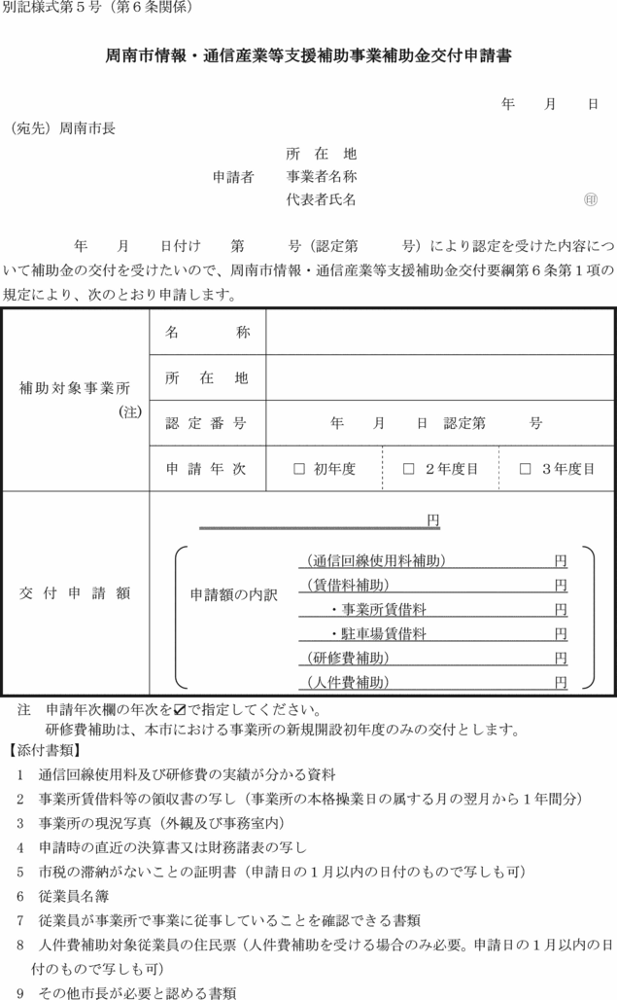 別記様式第５号（第６条関係）
周南市情報・通信産業等支援補助事業補助金交付申請書
年　　月　　日
（宛先）周南市長
所　在　地
申請者　　事業者名称
代表者氏名　　㊞
年　　月　　日付け　　第　　　号（認定第　　　号）により認定を受けた内容につ
いて補助金の交付を受けたいので、周南市情報・通信産業等支援補助金交付要綱第６条第１項の
規定により、次のとおり申請します。
補助対象事業所
(注)
名　　　　称
所　在　地
認　定　番　号　　年　　月　　日　認定第　　　号
申　請　年　次　　□ 初年度　　□ ２年度目　　□ ３年度目
交　付　申　請　額
円
申請額の内訳
（通信回線使用料補助）　　円
（賃借料補助）　　円
・事業所賃借料　　円
・駐車場賃借料　　円
（研修費補助）　　円
（人件費補助）　　円
注　申請年次欄の年次を☑で指定してください。
研修費補助は、本市における事業所の新規開設初年度のみの交付とします。
【添付書類】
１　通信回線使用料及び研修費の実績が分かる資料
２　事業所賃借料等の領収書の写し（事業所の本格操業日の属する月の翌月から１年間分）
３　事業所の現況写真（外観及び事務室内）
４　申請時の直近の決算書又は財務諸表の写し
５　市税の滞納がないことの証明書（申請日の１月以内の日付のもので写しも可）
６　従業員名簿
７　従業員が事業所で事業に従事していることを確認できる書類
８　人件費補助対象従業員の住民票（人件費補助を受ける場合のみ必要。申請日の１月以内の日
付のもので写しも可）
９　その他市長が必要と認める書類